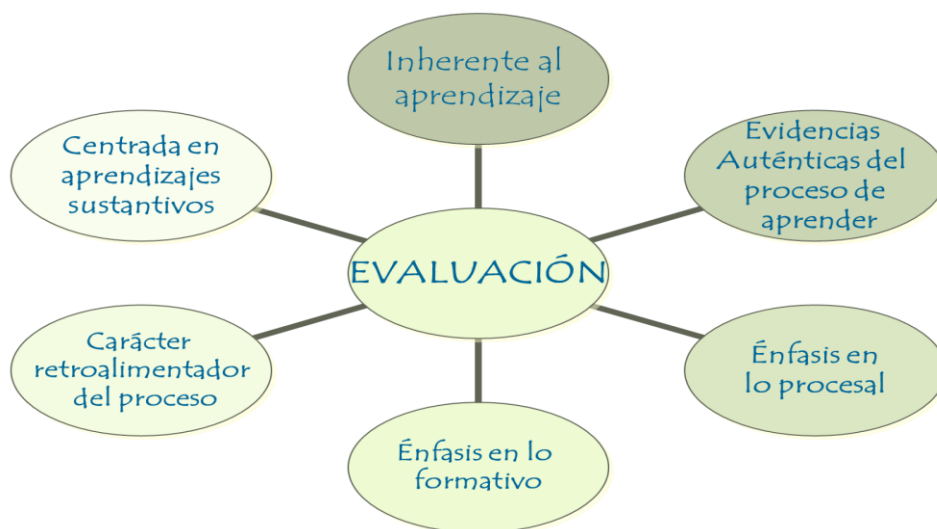 Inherente al
aprendizaje
Evidencias
Auténticas del
proceso de
aprender
Énfasis en
lo procesal
Énfasis en lo
formativo
Carácter
retroalimentador
del proceso
Centrada en
aprendizajes
sustantivos
EVALUACIÓN